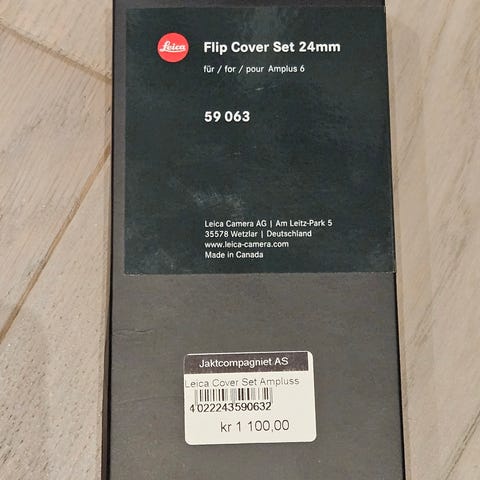 Leica
Flip Cover Set 24mm
für / for / pour Amplus 6
59 063
Leica Camera AG | Am Leitz-Park 5
35578 Wetzlar | Deutschland
www.leica-camera.com
Made in Canada
Jaktcompagniet AS
Leica Cover Set Ampluss
4022243590632
kr 1 100,00